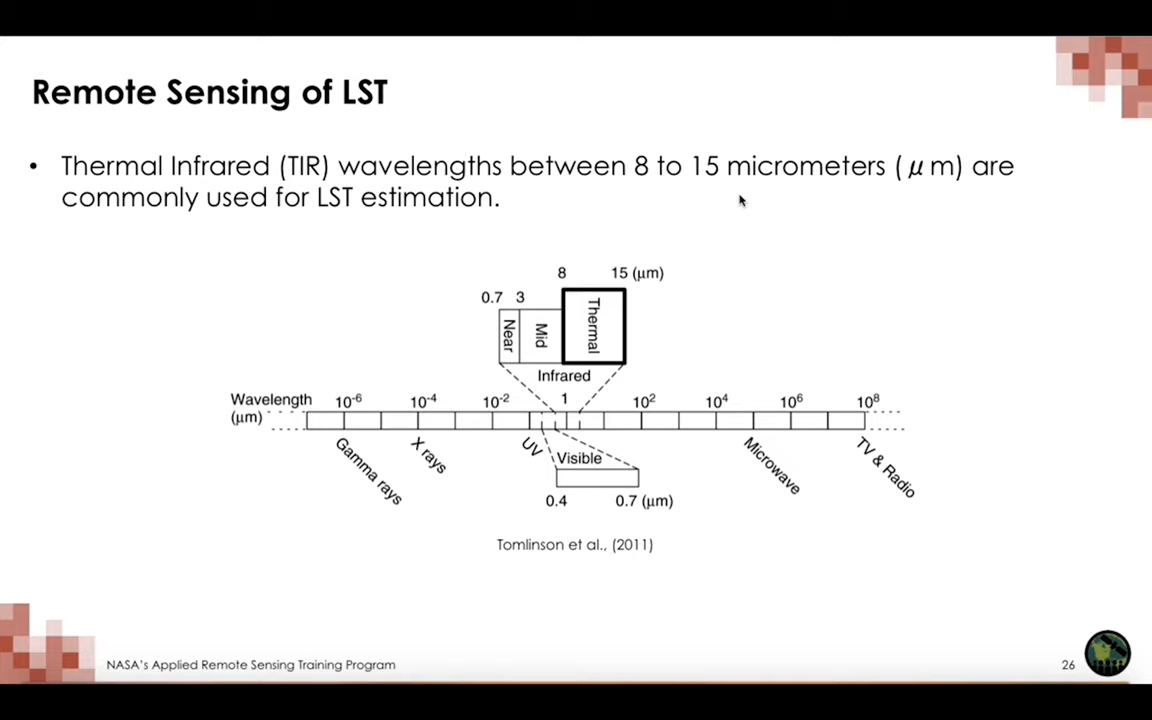 Remote Sensing of LST
• Thermal Infrared (TIR) wavelengths between 8 to 15 micrometers ( μ m) are
commonly used for LST estimation.
8 15 (μm)
0.7 3
Near Mid Thermal
Infrared
Wavelength 10⁻⁶ 10⁻⁴ 10⁻² 1 10² 10⁴ 10⁶ 10⁸
(μm)
Gamma rays X rays UV Microwave TV & Radio
Visible
0.4 0.7 (μm)
Tomlinson et al., (2011)
NASA's Applied Remote Sensing Training Program 26